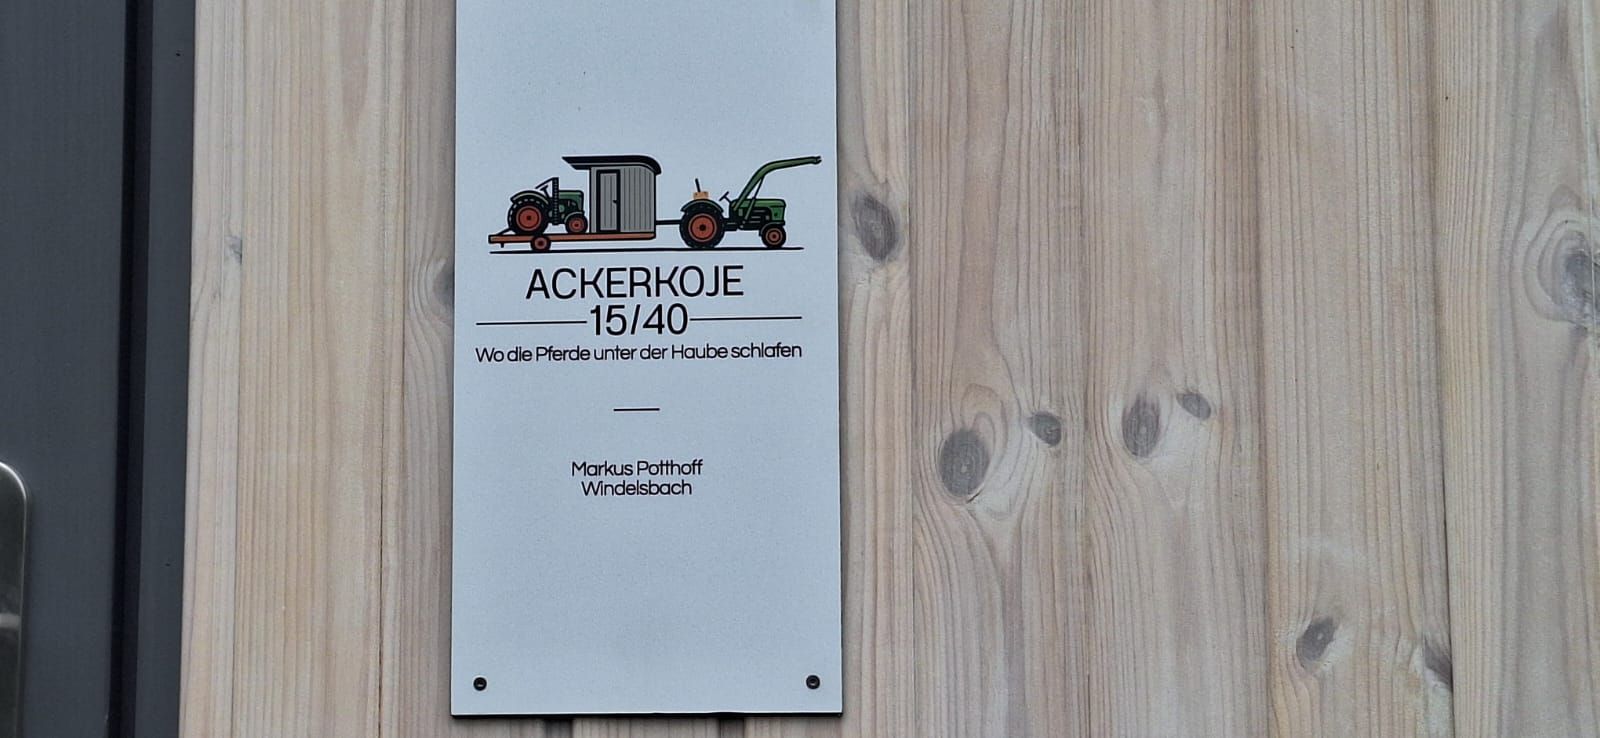 ACKERKOJE
15/40
Wo die Pferde unter der Haube schlafen
Markus Potthoff
Windelsbach